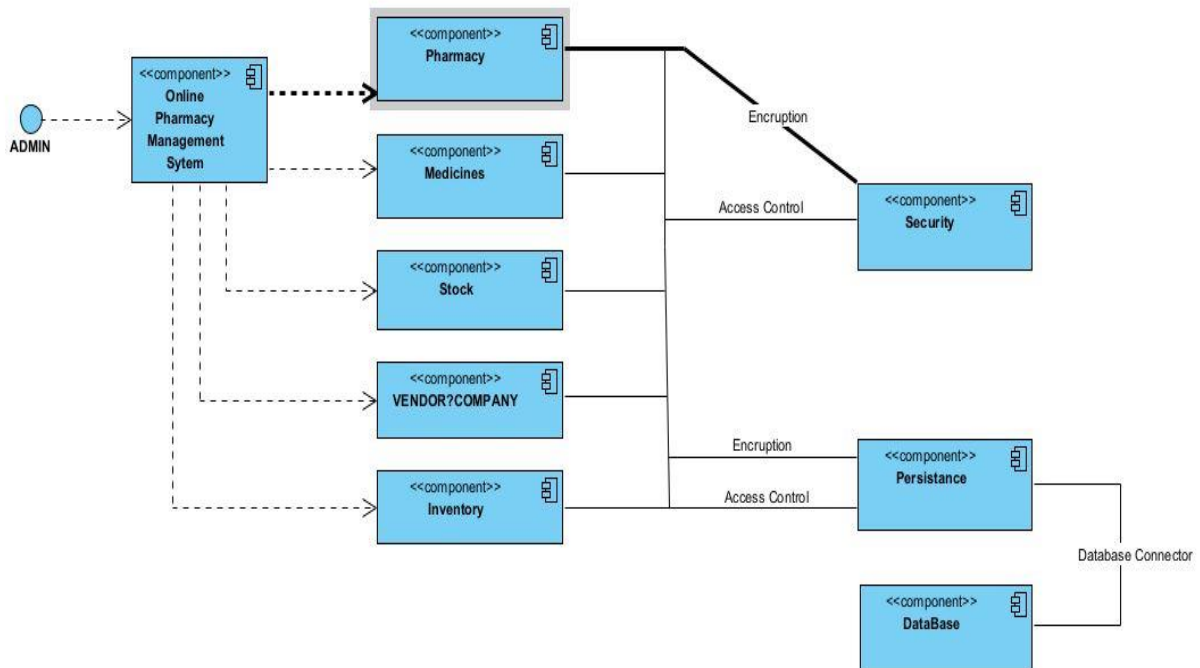 <<component>>
Pharmacy
<<component>>
Online
Pharmacy
Management
Sytem
ADMIN
Encruption
<<component>>
Medicines
Access Control
<<component>>
Security
<<component>>
Stock
<<component>>
VENDOR?COMPANY
Encruption
<<component>>
Persistance
<<component>>
Inventory
Access Control
Database Connector
<<component>>
DataBase